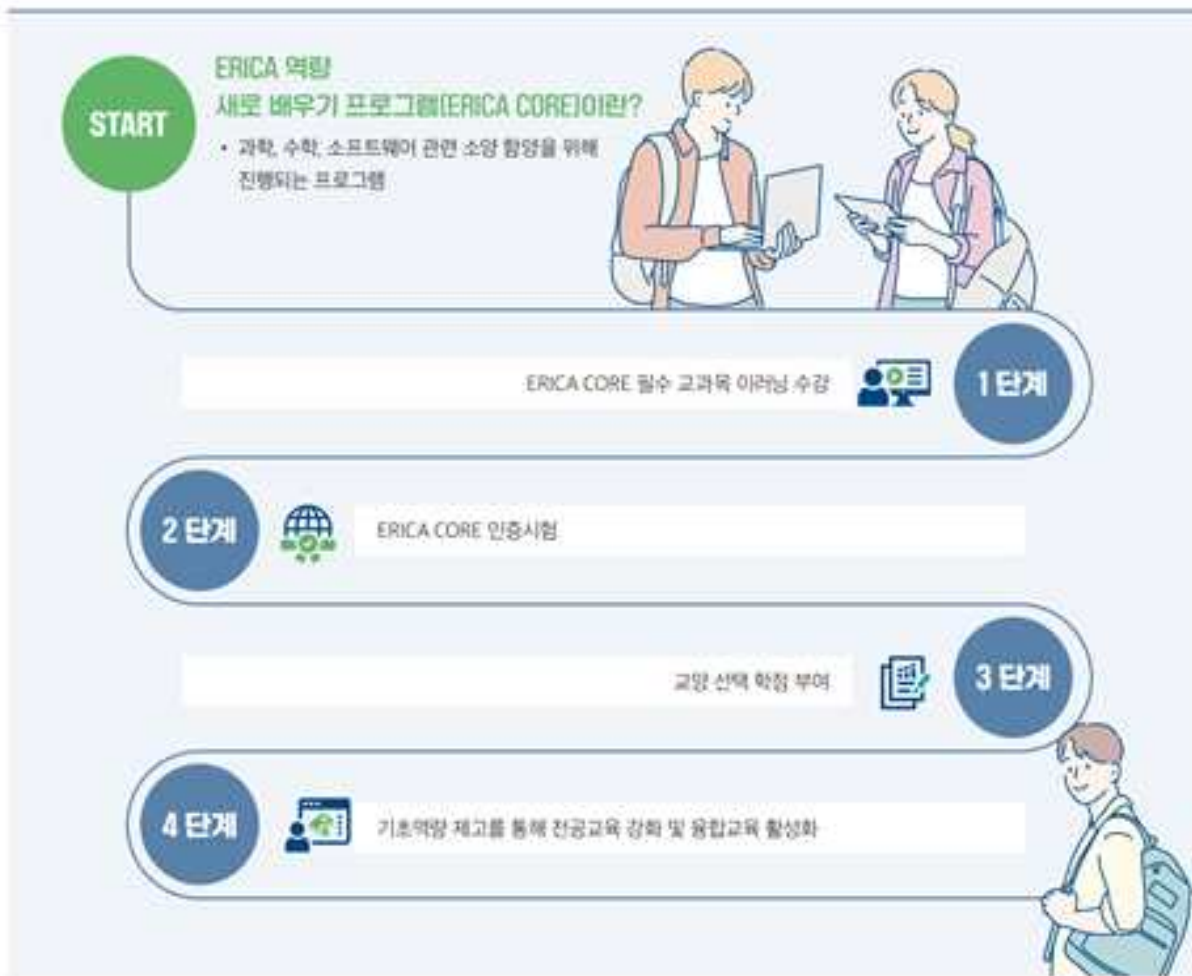 START
ERICA 역량
새로 배우기 프로그램(ERICA CORE)이란?
• 과학, 수학, 소프트웨어 관련 소양 함양을 위해
진행되는 프로그램
ERICA CORE 필수 교과목 이러닝 수강
1 단계
2 단계
ERICA CORE 인증시험
교양 선택 학점 부여
3 단계
4 단계
기초역량 제고를 통해 전공교육 강화 및 융합교육 활성화